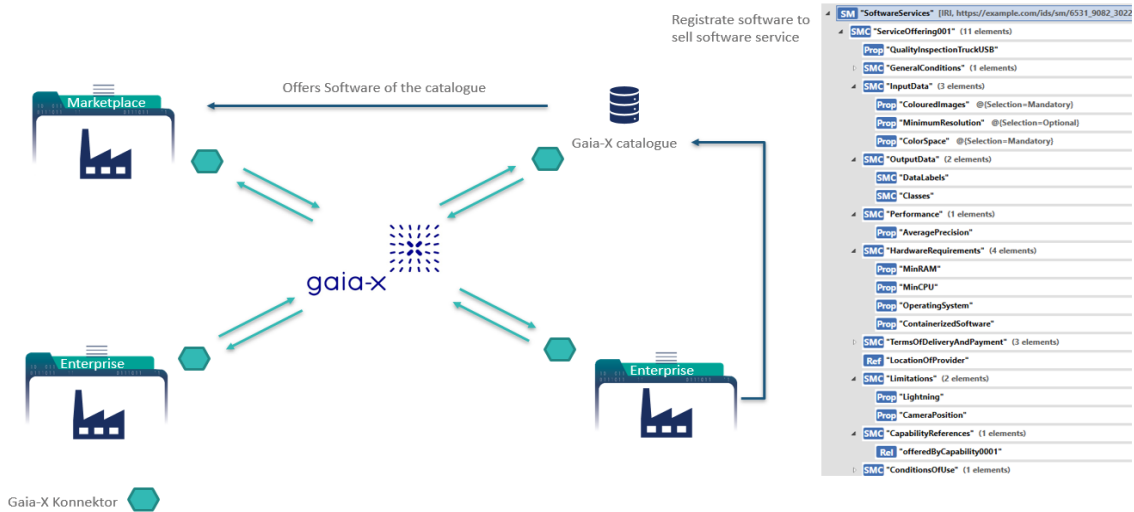 Registrate software to
sell software service
Offers Software of the catalogue
Marketplace
Gaia-X catalogue
gaia-x
Enterprise
Enterprise
Gaia-X Konnektor
SM "SoftwareServices" [IRI, https://example.com/ids/sm/6531_9082_3022
SMC "ServiceOffering001" (11 elements)
Prop "QualityInspectionTruckUSB"
SMC "GeneralConditions" (1 elements)
SMC "InputData" (3 elements)
Prop "ColouredImages" @{Selection=Mandatory}
Prop "MinimumResolution" @{Selection=Optional}
Prop "ColorSpace" @{Selection=Mandatory}
SMC "OutputData" (2 elements)
SMC "DataLabels"
SMC "Classes"
SMC "Performance" (1 elements)
Prop "AveragePrecision"
SMC "HardwareRequirements" (4 elements)
Prop "MinRAM"
Prop "MinCPU"
Prop "OperatingSystem"
Prop "ContainerizedSoftware"
SMC "TermsOfDeliveryAndPayment" (3 elements)
Ref "LocationOfProvider"
SMC "Limitations" (2 elements)
Prop "Lightning"
Prop "CameraPosition"
SMC "CapabilityReferences" (1 elements)
Rel "offeredByCapability0001"
SMC "ConditionsOfUse" (1 elements)